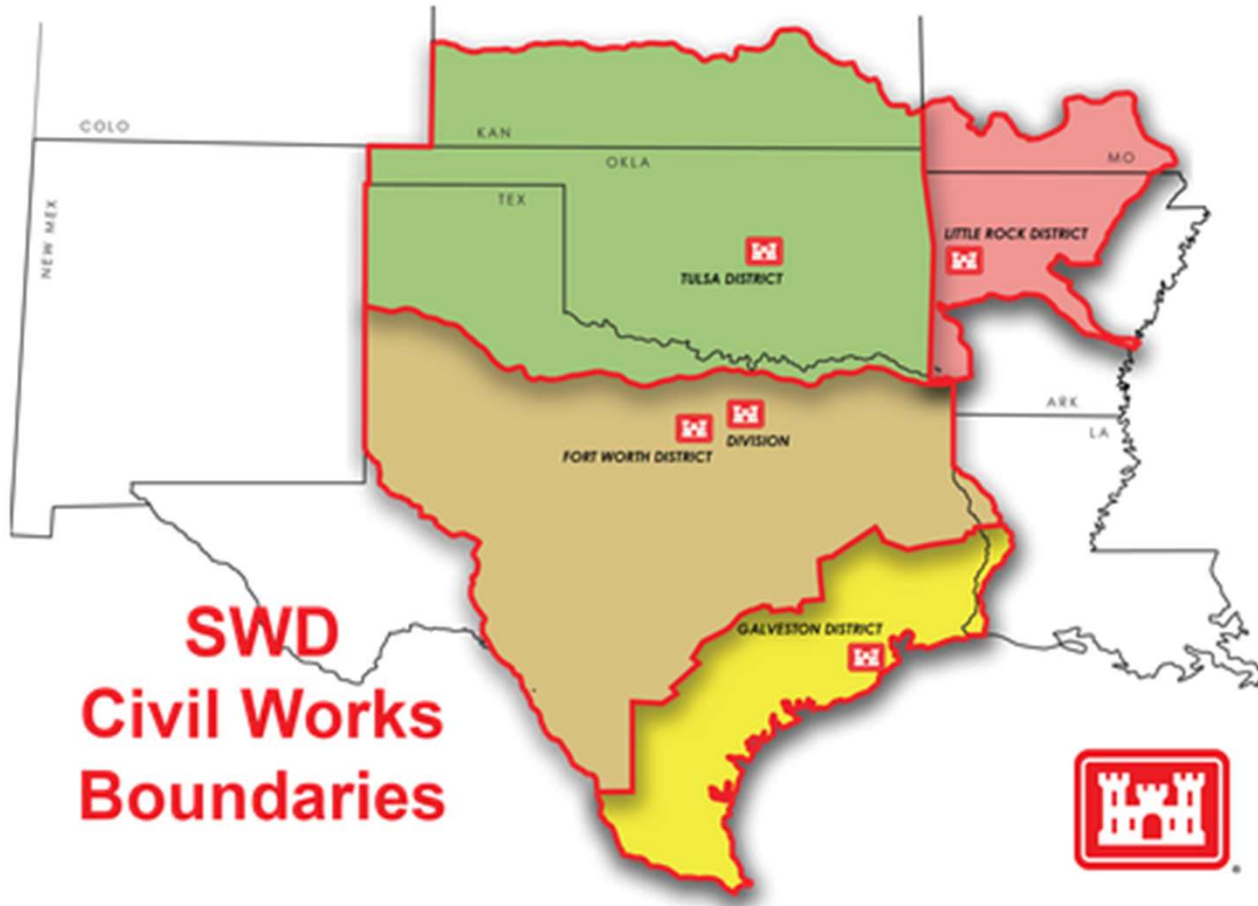 COLO
KAN
OKLA
MO
TEX
NEW MEX
LITTLE ROCK DISTRICT
TULSA DISTRICT
ARK
LA
DIVISION
FORT WORTH DISTRICT
GALVESTON DISTRICT
SWD
Civil Works
Boundaries